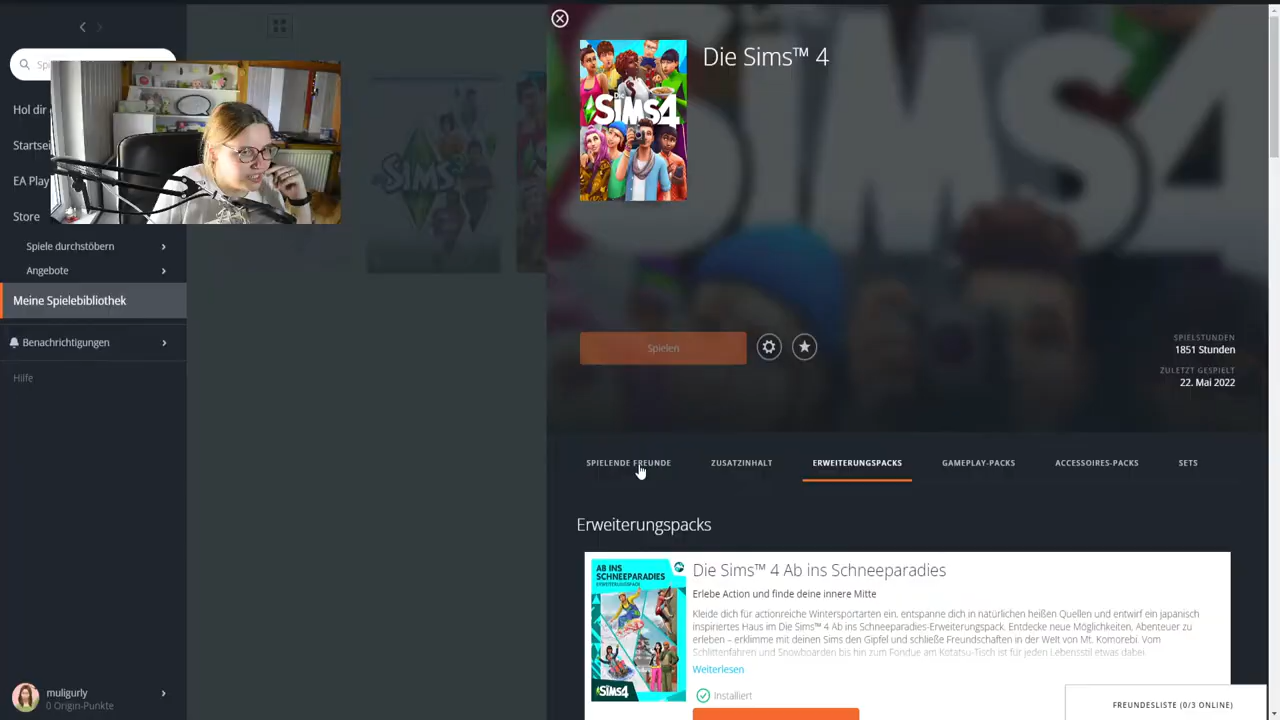 Die Sims™ 4
DIE
SIMS4
Hol dir
Startsei
EA Play
Store
Spiele durchstöbern
Angebote
Meine Spielebibliothek
Benachrichtigungen
Hilfe
SIMS
Spielen
SPIELSTUNDEN
1851 Stunden
ZULETZT GESPIELT
22. Mai 2022
SPIELENDE FREUNDE
ZUSATZINHALT
ERWEITERUNGSPACKS
GAMEPLAY-PACKS
ACCESSOIRES-PACKS
SETS
Erweiterungspacks
AB INS
SCHNEEPARADIES
ERWEITERUNGSPACK
SIMS4
Die Sims™ 4 Ab ins Schneeparadies
Erlebe Action und finde deine innere Mitte
Kleide dich für actionreiche Wintersportarten ein, entspanne dich in natürlichen heißen Quellen und entwirf ein japanisch
inspiriertes Haus im Die Sims™ 4 Ab ins Schneeparadies-Erweiterungspack. Entdecke neue Möglichkeiten, Abenteuer zu
erleben – erklimme mit deinen Sims den Gipfel und schließe Freundschaften in der Welt von Mt. Komorebi. Vom
Schlittenfahren und Snowboarden bis hin zum Fondue am Kotatsu-Tisch ist für jeden Lebensstil etwas dabei.
Weiterlesen
Installiert
muligurly
0 Origin-Punkte
FREUNDESLISTE (0/3 ONLINE)